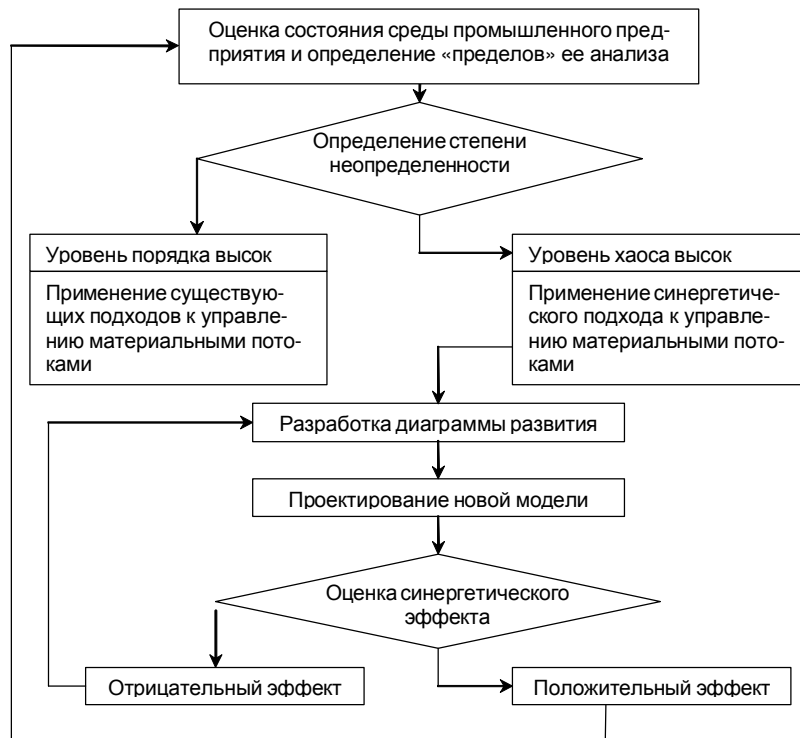 Оценка состояния среды промышленного пред-
приятия и определение «пределов» ее анализа
Определение степени
неопределенности
Уровень порядка высок
Применение существую-
щих подходов к управле-
нию материальными пото-
ками
Уровень хаоса высок
Применение синергетиче-
ского подхода к управле-
нию материальными пото-
ками
Разработка диаграммы развития
Проектирование новой модели
Оценка синергетического
эффекта
Отрицательный эффект
Положительный эффект